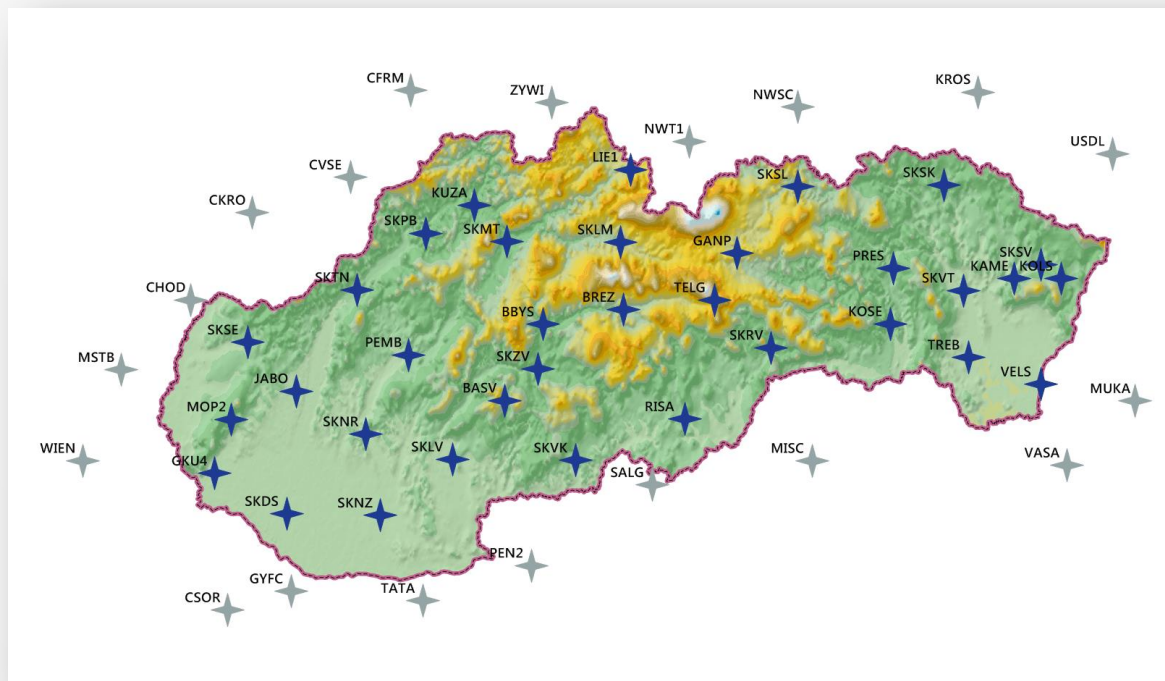 CFRM
ZYWI
NWSC
KROS
NWT1
USDL
CVSE
LIE1
SKSL
SKSK
KUZA
CKRO
SKPB
SKMT
SKLM
GANP
SKSV
PRES
KAME
KOLS
SKTN
SKVT
CHOD
BREZ
TELG
BBYS
KOSE
SKSE
SKRV
PEMB
TREB
MSTB
SKZV
VELS
JABO
BASV
MUKA
MOP2
RISA
SKNR
WIEN
SKLV
SKVK
MISC
VASA
GKU4
SALG
SKDS
SKNZ
PEN2
GYFC
TATA
CSOR